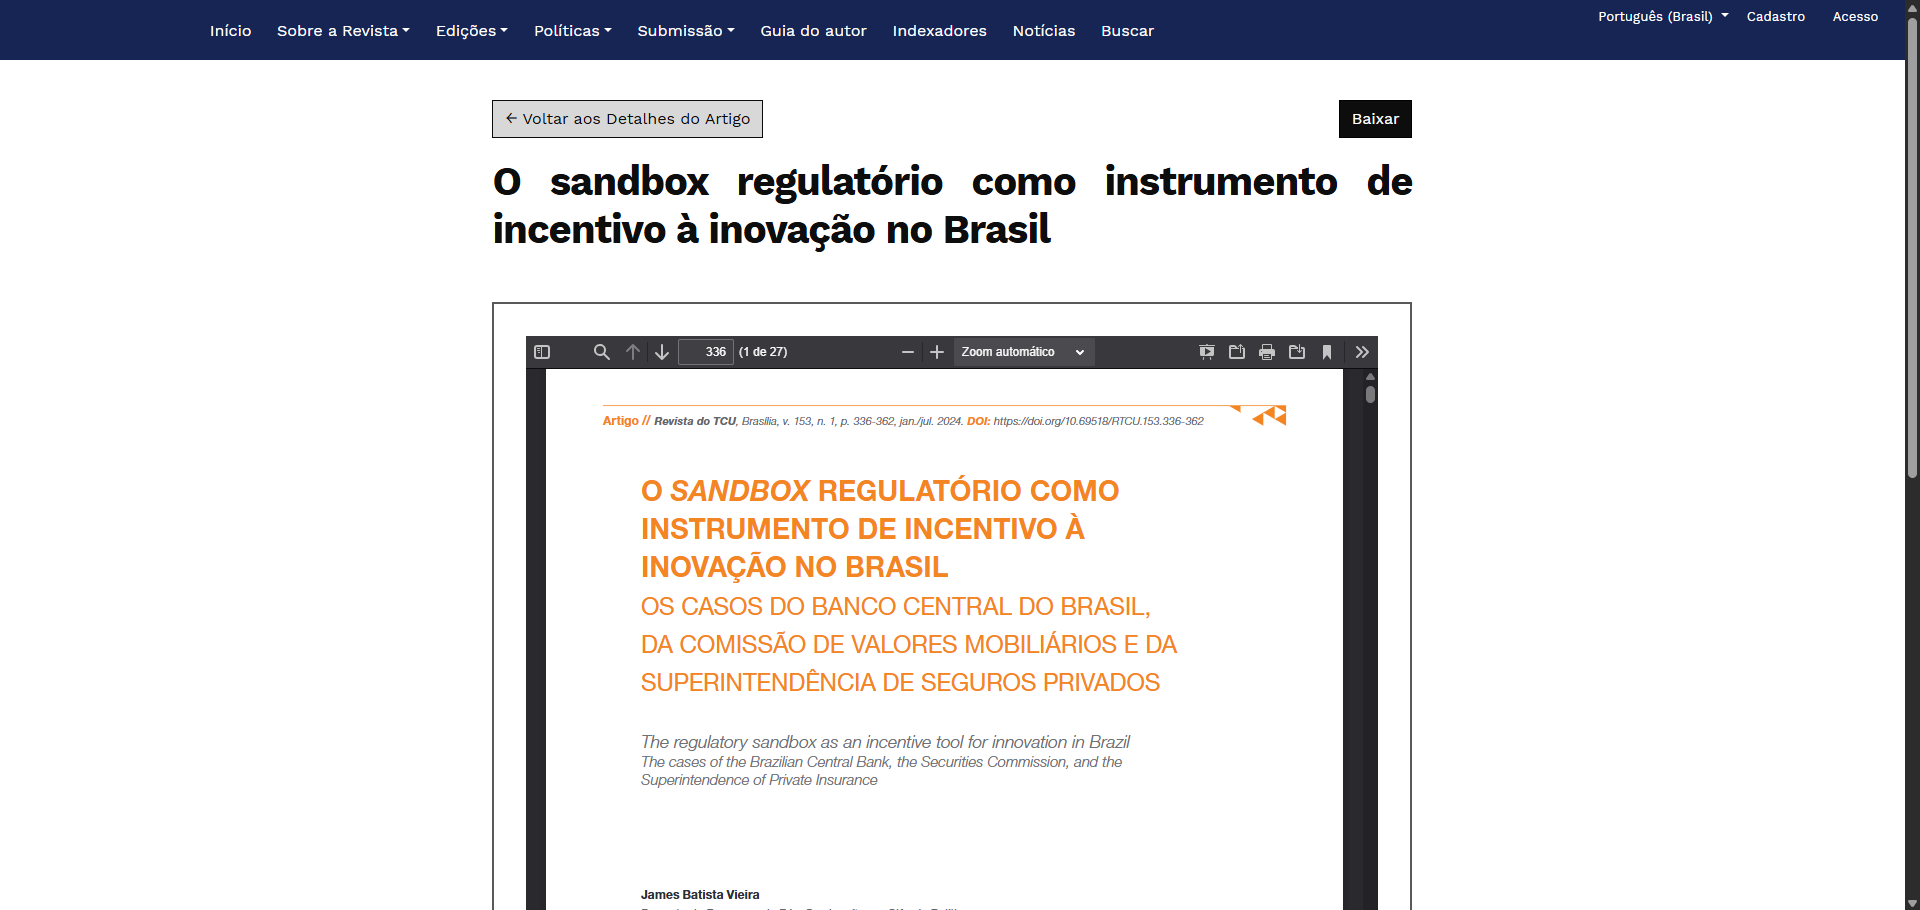 Início Sobre a Revista Edições Políticas Submissão Guia do autor Indexadores Notícias Buscar Português (Brasil) Cadastro Acesso
← Voltar aos Detalhes do Artigo Baixar
O sandbox regulatório como instrumento de
incentivo à inovação no Brasil
336 (1 de 27) Zoom automático
Artigo // Revista do TCU, Brasília, v. 153, n. 1, p. 336-362, jan./jul. 2024. DOI: https://doi.org/10.69518/RTCU.153.336-362
O SANDBOX REGULATÓRIO COMO
INSTRUMENTO DE INCENTIVO À
INOVAÇÃO NO BRASIL
OS CASOS DO BANCO CENTRAL DO BRASIL,
DA COMISSÃO DE VALORES MOBILIÁRIOS E DA
SUPERINTENDÊNCIA DE SEGUROS PRIVADOS
The regulatory sandbox as an incentive tool for innovation in Brazil
The cases of the Brazilian Central Bank, the Securities Commission, and the
Superintendence of Private Insurance
James Batista Vieira